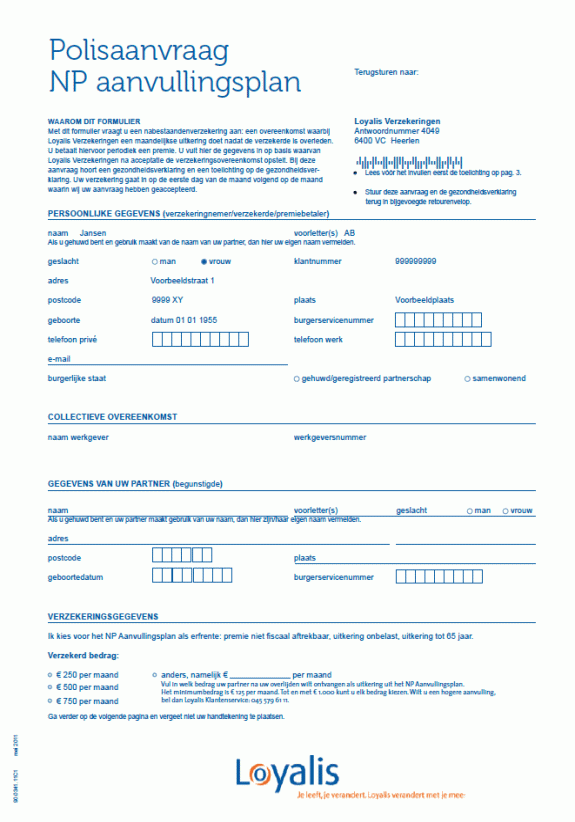 Polisaanvraag
NP aanvullingsplan
Terugsturen naar:
WAAROM DIT FORMULIER
Met dit formulier vraagt u een nabestaandenverzekering aan: een overeenkomst waarbij
Loyalis Verzekeringen een maandelijkse uitkering doet nadat de verzekerde is overleden.
U betaalt hiervoor periodiek een premie. U vult hier de gegevens in op basis waarvan
Loyalis Verzekeringen na acceptatie de verzekeringsovereenkomst opstelt. Bij deze
aanvraag hoort een gezondheidsverklaring en een toelichting op de gezondheidsver-
klaring. Uw verzekering gaat in op de eerste dag van de maand volgend op de maand
waarin wij uw aanvraag hebben geaccepteerd.
Loyalis Verzekeringen
Antwoordnummer 4049
6400 VC Heerlen
• Lees vóór het invullen eerst de toelichting op pag. 3.
• Stuur deze aanvraag en de gezondheidsverklaring
terug in bijgevoegde retourenvelop.
PERSOONLIJKE GEGEVENS (verzekeringnemer/verzekerde/premiebetaler)
naam Jansen voorletter(s) AB
Als u gehuwd bent en gebruik maakt van de naam van uw partner, dan hier uw eigen naam vermelden.
geslacht man vrouw klantnummer 999999999
adres Voorbeeldstraat 1
postcode 9999 XY plaats Voorbeeldplaats
geboorte datum 01 01 1955 burgerservicenummer
telefoon privé telefoon werk
e-mail
burgerlijke staat gehuwd/geregistreerd partnerschap samenwonend
COLLECTIEVE OVEREENKOMST
naam werkgever werkgeversnummer
GEGEVENS VAN UW PARTNER (begunstigde)
naam voorletter(s) geslacht man vrouw
Als u gehuwd bent en uw partner maakt gebruik van uw naam, dan hier zijn/haar eigen naam vermelden.
adres
postcode plaats
geboortedatum burgerservicenummer
VERZEKERINGSGEGEVENS
Ik kies voor het NP Aanvullingsplan als erfrente: premie niet fiscaal aftrekbaar, uitkering onbelast, uitkering tot 65 jaar.
Verzekerd bedrag:
€ 250 per maand anders, namelijk € per maand
€ 500 per maand Vul in welk bedrag uw partner na uw overlijden wilt ontvangen als uitkering uit het NP Aanvullingsplan.
Het minimumbedrag is € 125 per maand. Tot en met € 1.000 kunt u elk bedrag kiezen. Wilt u een hogere aanvulling,
€ 750 per maand bel dan Loyalis Klantenservice: 045 579 61 11.
Ga verder op de volgende pagina en vergeet niet uw handtekening te plaatsen.
mei 2011
Loyalis
Je leeft, je verandert. Loyalis verandert met je mee.